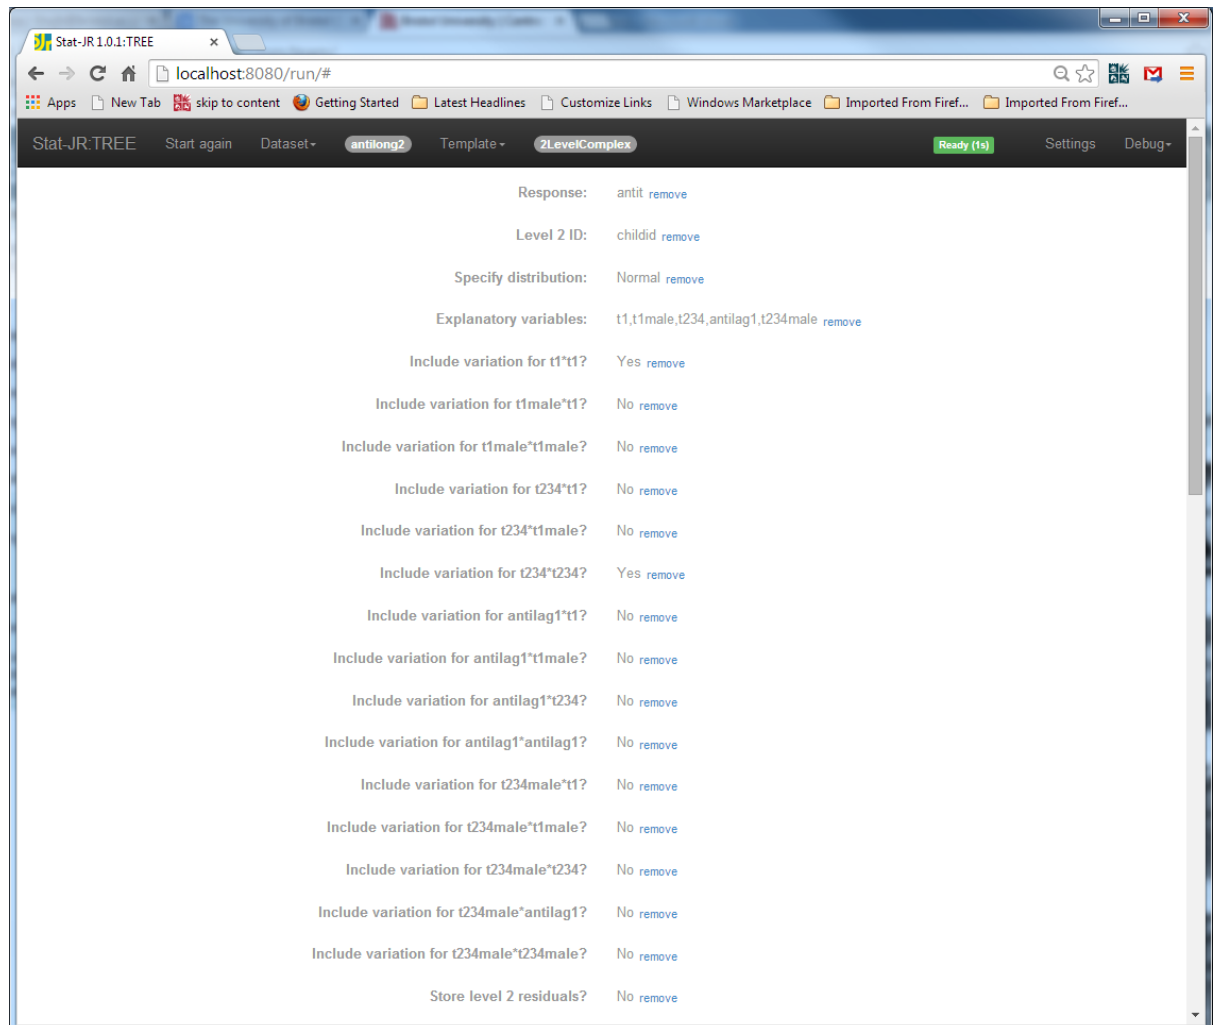 Stat-JR 1.0.1:TREE
localhost:8080/run/#
Apps New Tab skip to content Getting Started Latest Headlines Customize Links Windows Marketplace Imported From Firef... Imported From Firef...
Stat-JR:TREE Start again Dataset antilong2 Template 2LevelComplex Ready (1s) Settings Debug
Response: antit remove
Level 2 ID: childid remove
Specify distribution: Normal remove
Explanatory variables: t1,t1male,t234,antilag1,t234male remove
Include variation for t1*t1? Yes remove
Include variation for t1male*t1? No remove
Include variation for t1male*t1male? No remove
Include variation for t234*t1? No remove
Include variation for t234*t1male? No remove
Include variation for t234*t234? Yes remove
Include variation for antilag1*t1? No remove
Include variation for antilag1*t1male? No remove
Include variation for antilag1*t234? No remove
Include variation for antilag1*antilag1? No remove
Include variation for t234male*t1? No remove
Include variation for t234male*t1male? No remove
Include variation for t234male*t234? No remove
Include variation for t234male*antilag1? No remove
Include variation for t234male*t234male? No remove
Store level 2 residuals? No remove